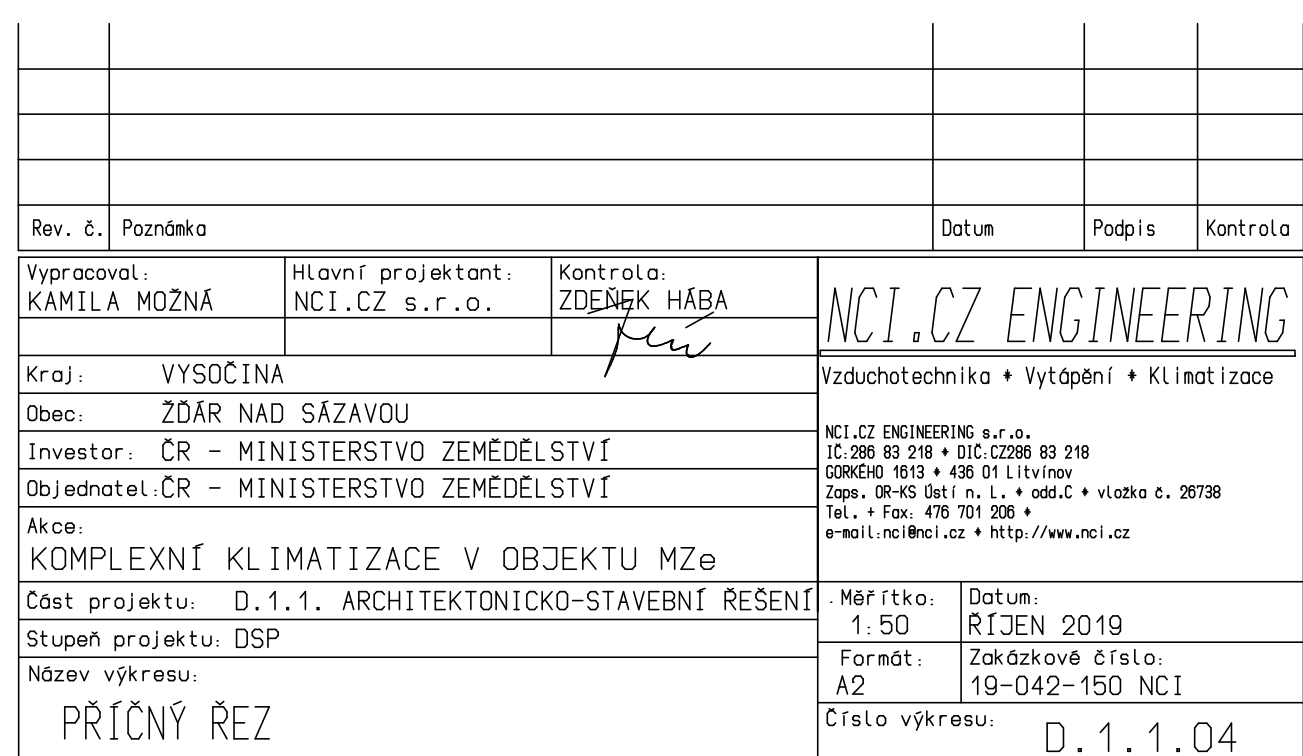 Rev. č. Poznámka Datum Podpis Kontrola
Vypracoval: Hlavní projektant: Kontrola:
KAMILA MOŽNÁ NCI.CZ s.r.o. ZDENĚK HÁBA
Kraj: VYSOČINA
Obec: ŽĎÁR NAD SÁZAVOU
Investor: ČR - MINISTERSTVO ZEMĚDĚLSTVÍ
Objednatel: ČR - MINISTERSTVO ZEMĚDĚLSTVÍ
Akce:
KOMPLEXNÍ KLIMATIZACE V OBJEKTU MZe
Část projektu: D.1.1. ARCHITEKTONICKO-STAVEBNÍ ŘEŠENÍ
Stupeň projektu: DSP
Název výkresu:
PŘÍČNÝ ŘEZ
NCI.CZ ENGINEERING
Vzduchotechnika * Vytápění * Klimatizace
NCI.CZ ENGINEERING s.r.o.
IČ:286 83 218 * DIČ:CZ286 83 218
GORKÉHO 1613 * 436 01 Litvínov
Zaps. OR-KS Ústí n. L. * odd.C * vložka č. 26738
Tel. + Fax: 476 701 206 *
e-mail:nci@nci.cz * http://www.nci.cz
Měřítko: Datum:
1:50 ŘÍJEN 2019
Formát: Zakázkové číslo:
A2 19-042-150 NCI
Číslo výkresu:
D.1.1.04